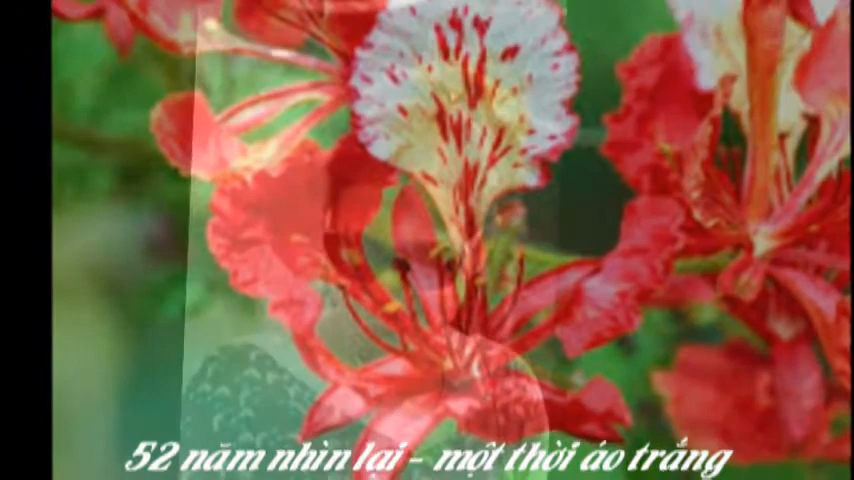 52 năm nhìn lại - một thời áo trắng